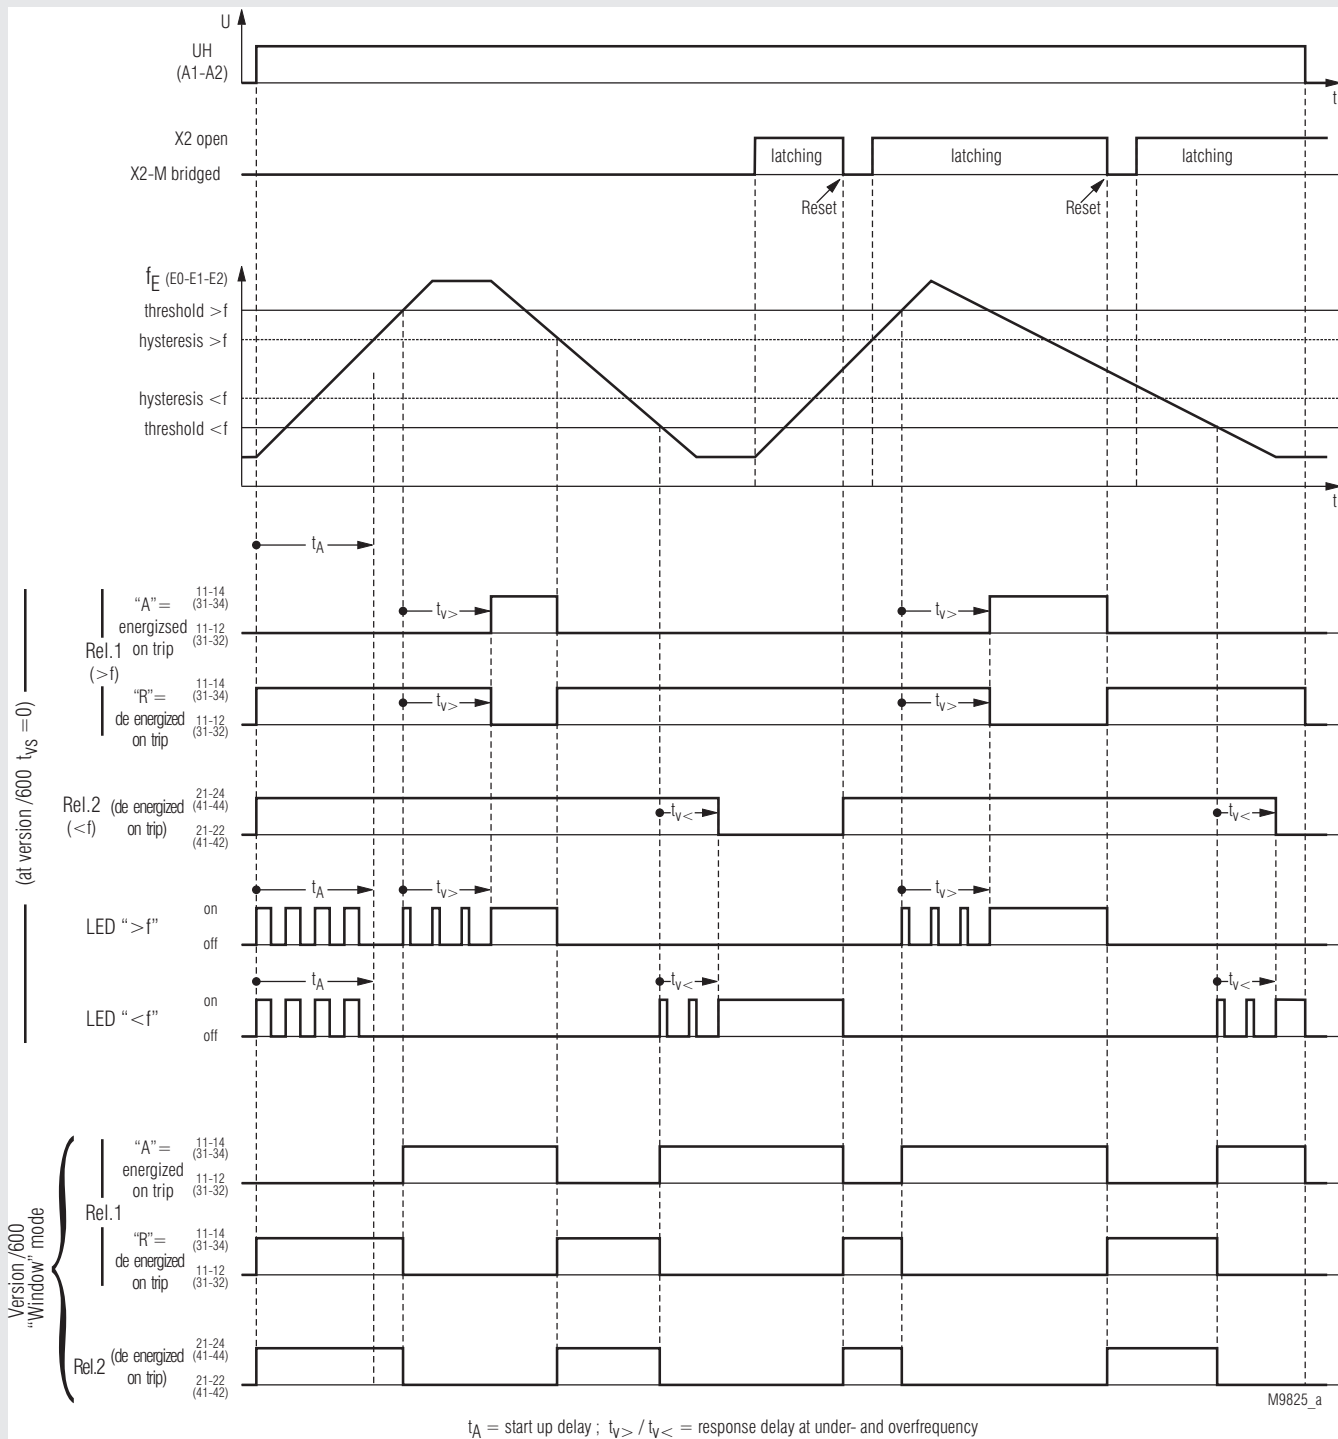 U
UH
(A1-A2)
t
X2 open
X2-M bridged
latching
latching
latching
Reset
Reset
fE (E0-E1-E2)
threshold >f
hysteresis >f
hysteresis <f
threshold <f
t
tA
(at version /600 tvs =0)
Rel.1
(>f)
"A"=
energizsed
on trip
11-14
(31-34)
11-12
(31-32)
tv>
tv>
"R"=
de energized
on trip
11-14
(31-34)
11-12
(31-32)
tv>
tv>
Rel.2
(<f)
(de energized
on trip)
21-24
(41-44)
21-22
(41-42)
tv<
tv<
LED ">f"
on
off
tA
tv>
tv>
LED "<f"
on
off
tA
tv<
tv<
Version /600
"Window" mode
Rel.1
"A"=
energized
on trip
11-14
(31-34)
11-12
(31-32)
"R"=
de energized
on trip
11-14
(31-34)
11-12
(31-32)
Rel.2
(de energized
on trip)
21-24
(41-44)
21-22
(41-42)
M9825_a
tA = start up delay ; tv> / tv< = response delay at under- and overfrequency